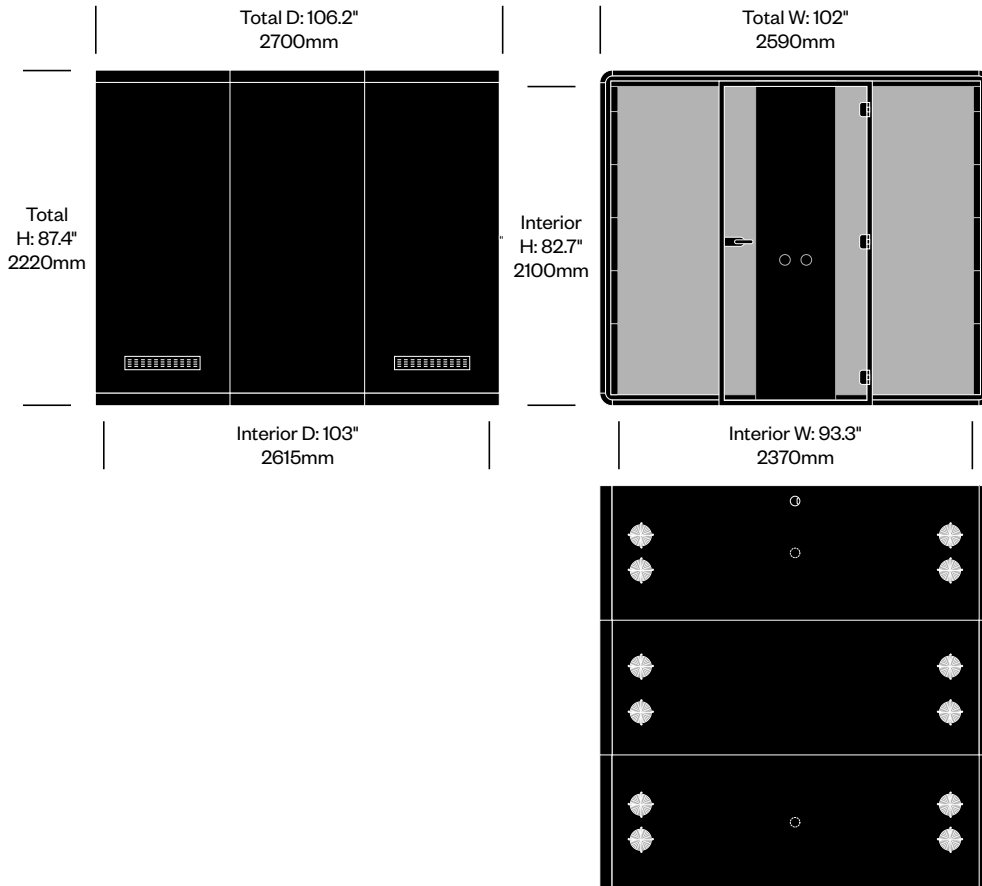 Total D: 106.2"
2700mm
Total W: 102"
2590mm
Total
H: 87.4"
2220mm
Interior
H: 82.7"
2100mm
Interior D: 103"
2615mm
Interior W: 93.3"
2370mm